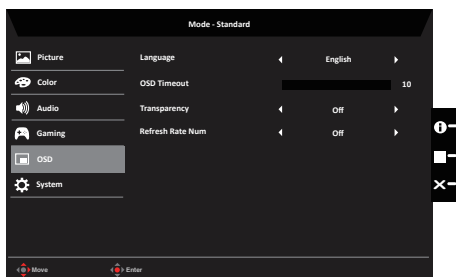 Mode - Standard
Picture
Color
Audio
Gaming
OSD
System
Language English
OSD Timeout 10
Transparency Off
Refresh Rate Num Off
Move Enter